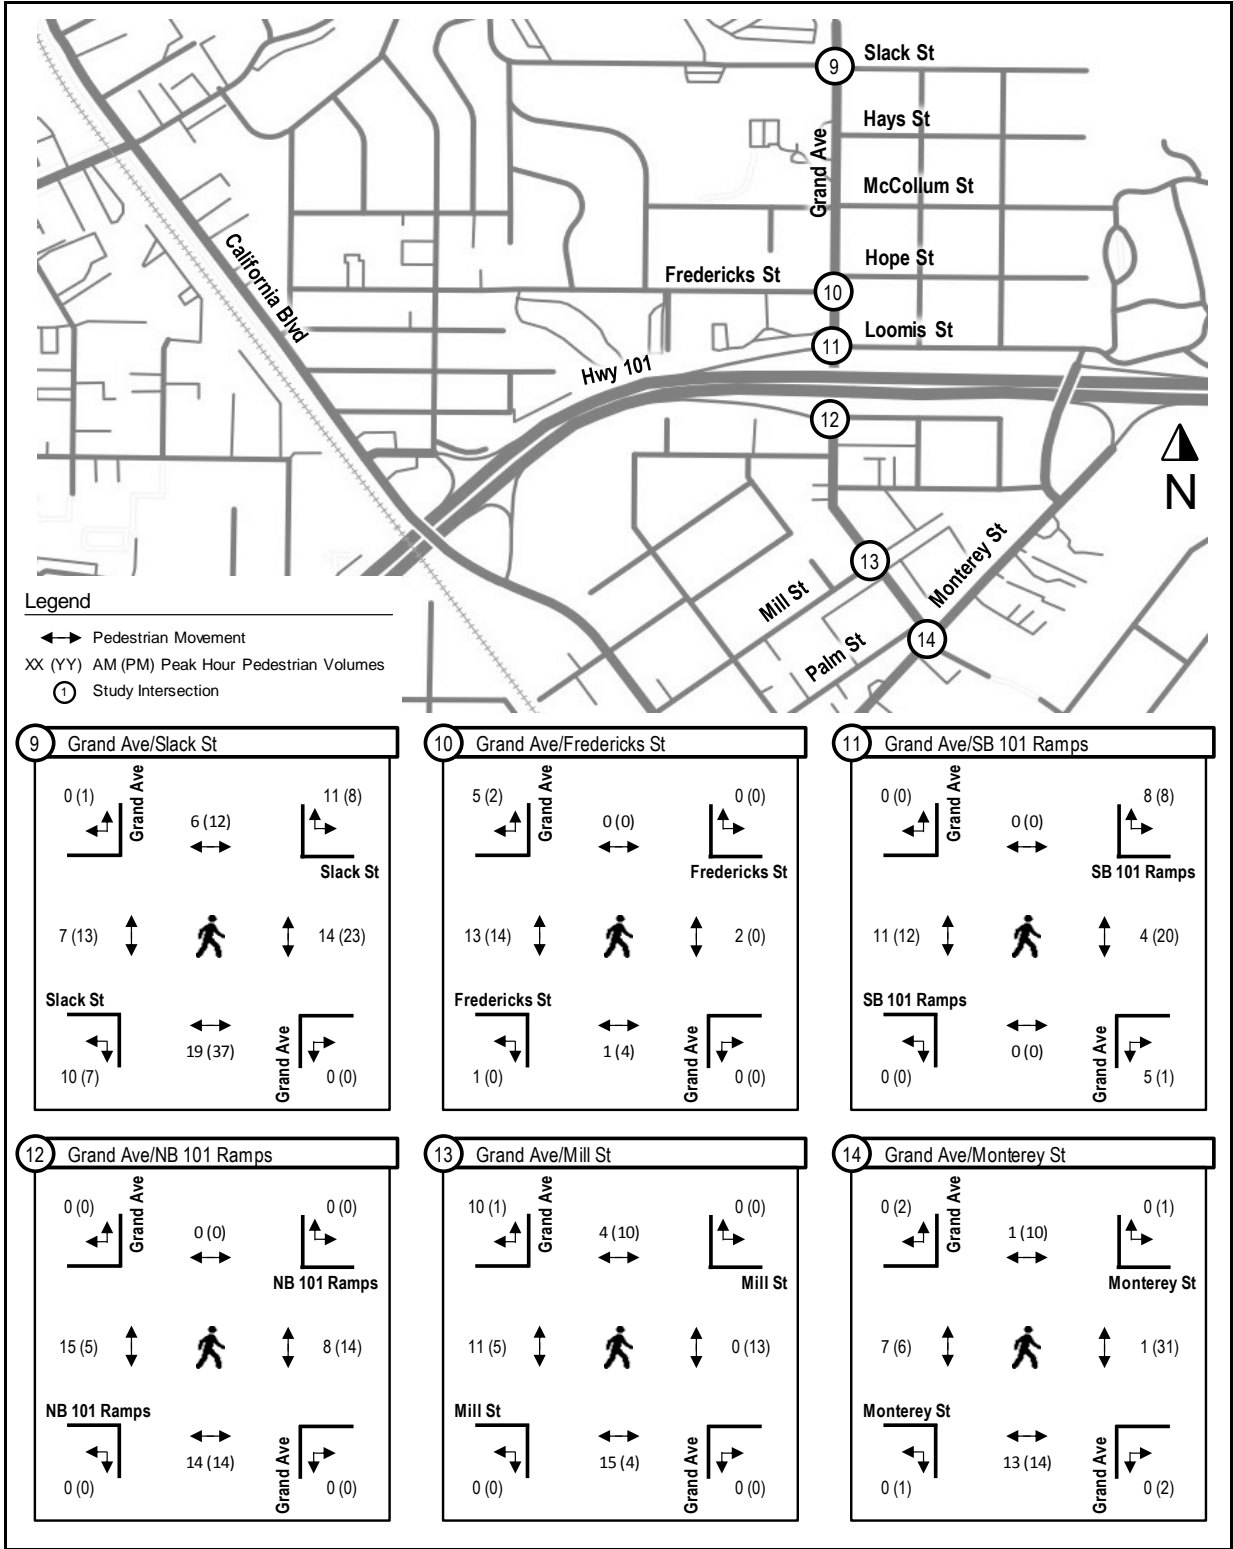 Slack St
9
Hays St
Grand Ave
McCollum St
California Blvd
Hope St
Fredericks St
10
Loomis St
11
Hwy 101
12
N
13
Monterey St
Mill St
14
Palm St
Legend
Pedestrian Movement
XX (YY) AM (PM) Peak Hour Pedestrian Volumes
1 Study Intersection
9 Grand Ave/Slack St
0 (1)
Grand Ave
6 (12)
11 (8)
Slack St
7 (13)
14 (23)
Slack St
19 (37)
Grand Ave
10 (7)
0 (0)
10 Grand Ave/Fredericks St
5 (2)
Grand Ave
0 (0)
0 (0)
Fredericks St
13 (14)
2 (0)
Fredericks St
1 (4)
Grand Ave
1 (0)
0 (0)
11 Grand Ave/SB 101 Ramps
0 (0)
Grand Ave
0 (0)
8 (8)
SB 101 Ramps
11 (12)
4 (20)
SB 101 Ramps
0 (0)
Grand Ave
0 (0)
5 (1)
12 Grand Ave/NB 101 Ramps
0 (0)
Grand Ave
0 (0)
0 (0)
NB 101 Ramps
15 (5)
8 (14)
NB 101 Ramps
14 (14)
Grand Ave
0 (0)
0 (0)
13 Grand Ave/Mill St
10 (1)
Grand Ave
4 (10)
0 (0)
Mill St
11 (5)
0 (13)
Mill St
15 (4)
Grand Ave
0 (0)
0 (0)
14 Grand Ave/Monterey St
0 (2)
Grand Ave
1 (10)
0 (1)
Monterey St
7 (6)
1 (31)
Monterey St
13 (14)
Grand Ave
0 (1)
0 (2)